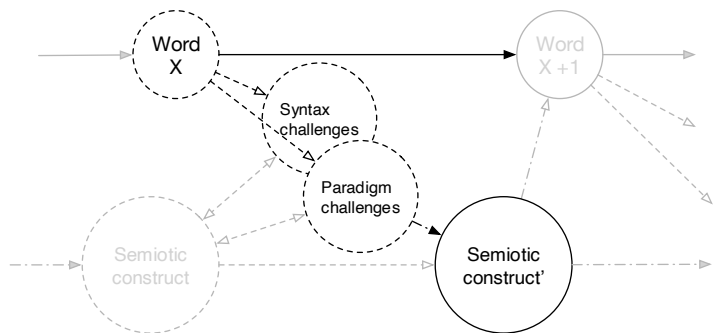 Word
X
Word
X +1
Syntax
challenges
Paradigm
challenges
Semiotic
construct
Semiotic
construct'